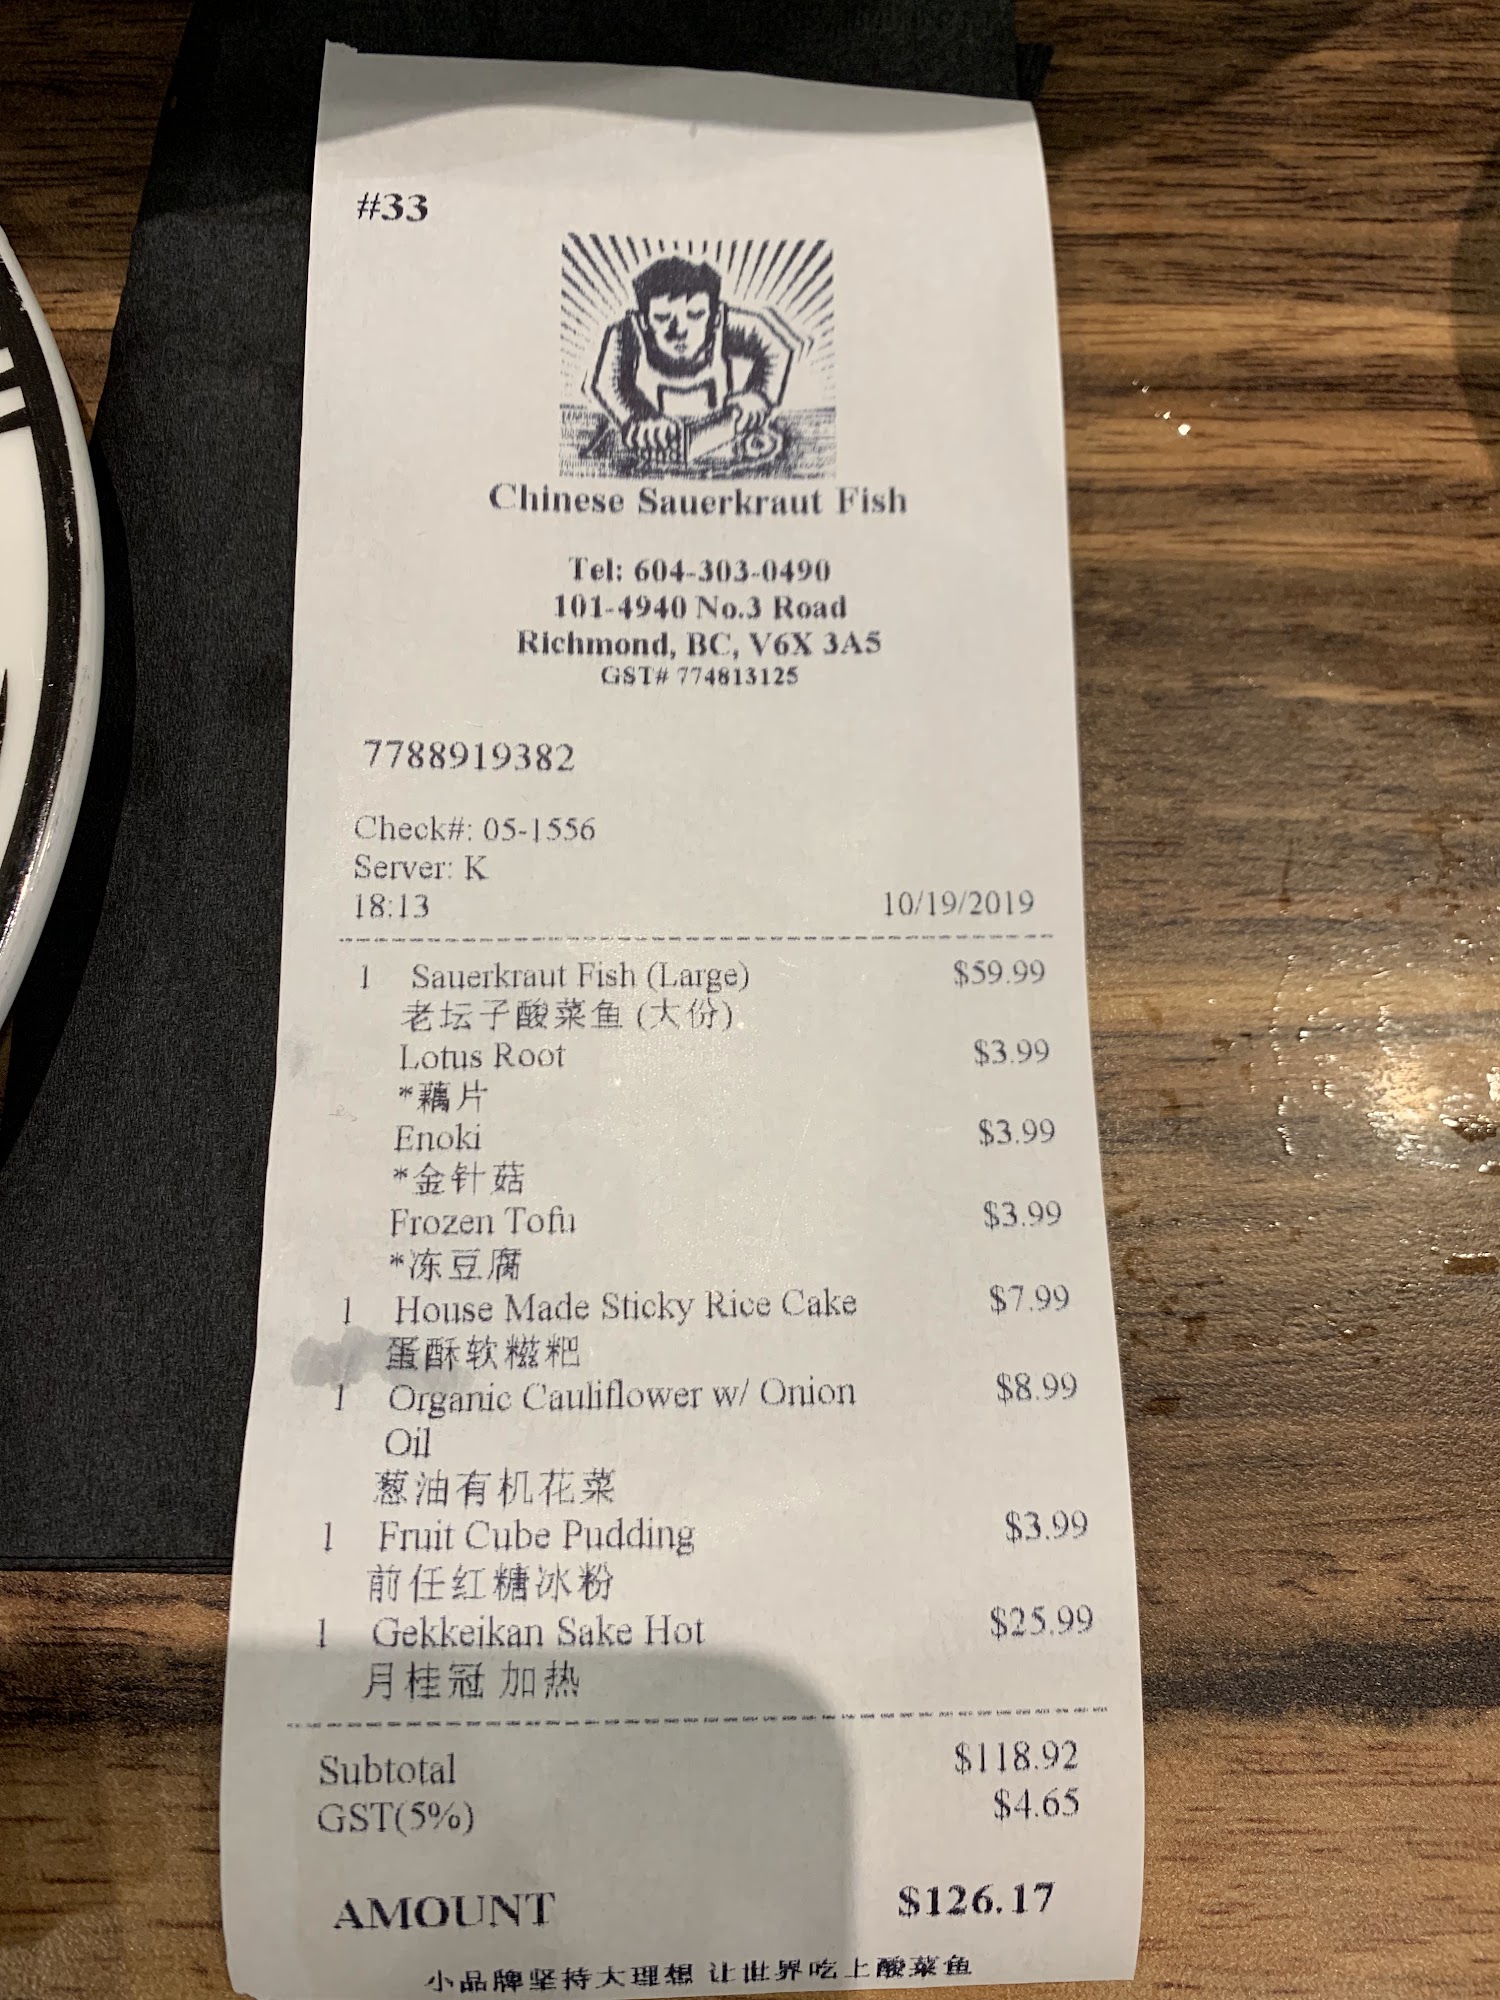 #33
Chinese Sauerkraut Fish
Tel: 604-303-0490
101-4940 No.3 Road
Richmond, BC, V6X 3A5
GST# 774813125
7788919382
Check#: 05-1556
Server: K
18:13 10/19/2019
1 Sauerkraut Fish (Large) $59.99
老坛子酸菜鱼 (大份)
Lotus Root $3.99
*藕片
Enoki $3.99
*金针菇
Frozen Tofu $3.99
*冻豆腐
1 House Made Sticky Rice Cake $7.99
蛋酥软糍粑
1 Organic Cauliflower w/ Onion $8.99
Oil
葱油有机花菜
1 Fruit Cube Pudding $3.99
前任红糖冰粉
1 Gekkeikan Sake Hot $25.99
月桂冠 加热
Subtotal $118.92
GST(5%) $4.65
AMOUNT $126.17
小品牌坚持大理想 让世界吃上酸菜鱼